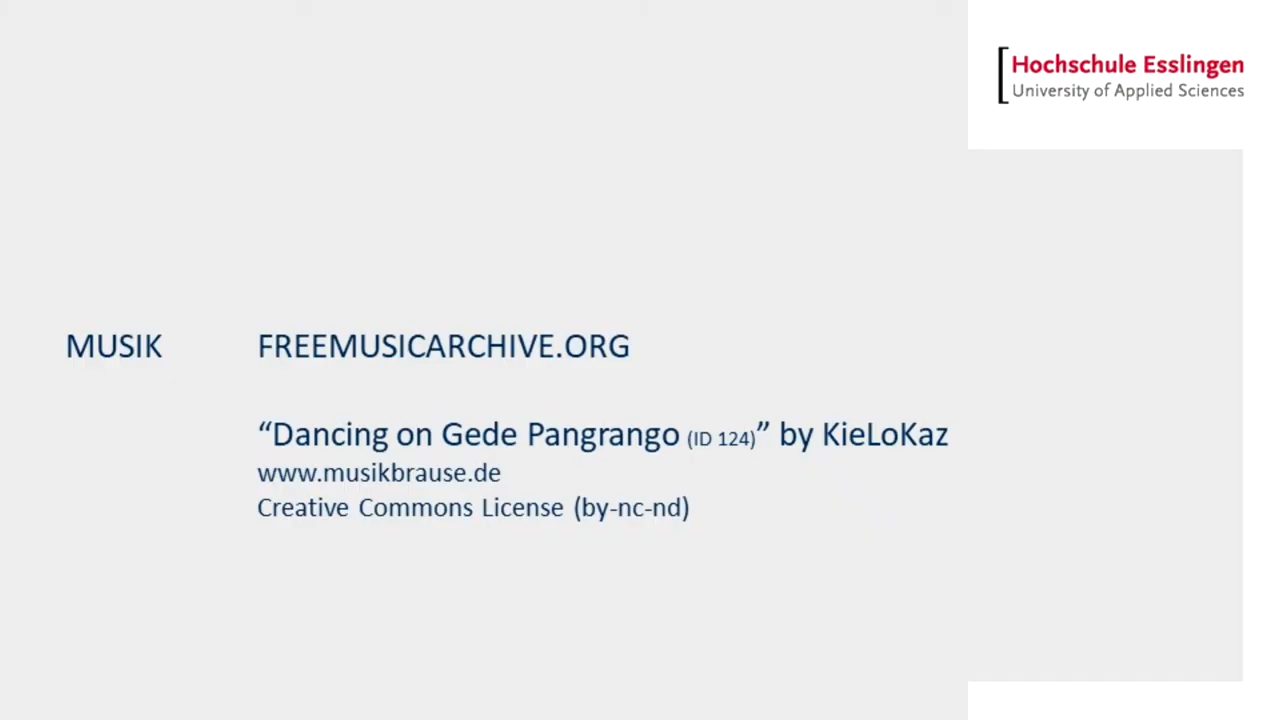 [Hochschule Esslingen
University of Applied Sciences
MUSIK FREEMUSICARCHIVE.ORG
“Dancing on Gede Pangrango (ID 124)” by KieLoKaz
www.musikbrause.de
Creative Commons License (by-nc-nd)